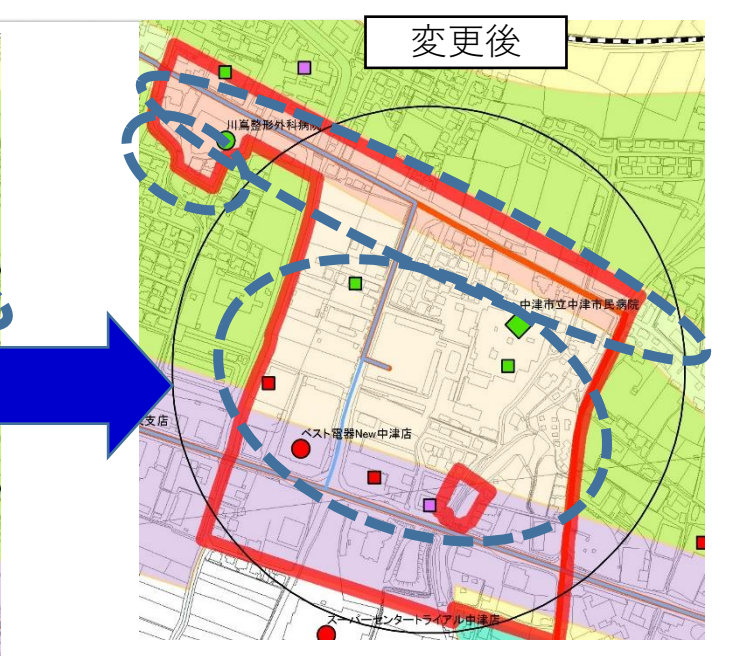 変更後
川嶌整形外科病院
中津市立中津市民病院
支店
ベスト電器New中津店
スーパーセンタートライアル中津店